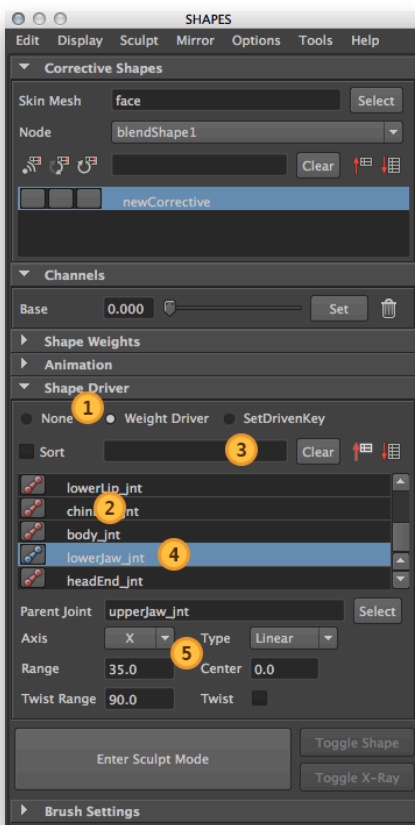 SHAPES
Edit Display Sculpt Mirror Options Tools Help
Corrective Shapes
Skin Mesh face Select
Node blendShape1
Clear
newCorrective
Channels
Base 0.000 Set
Shape Weights
Animation
Shape Driver
1
None Weight Driver SetDrivenKey
Sort 3 Clear
lowerLip_jnt
2
body_jnt
lowerJaw_jnt 4
headEnd_jnt
Parent Joint upperJaw_jnt Select
Axis X Type Linear
5
Range 35.0 Center 0.0
Twist Range 90.0 Twist
Enter Sculpt Mode Toggle Shape
Toggle X-Ray
Brush Settings